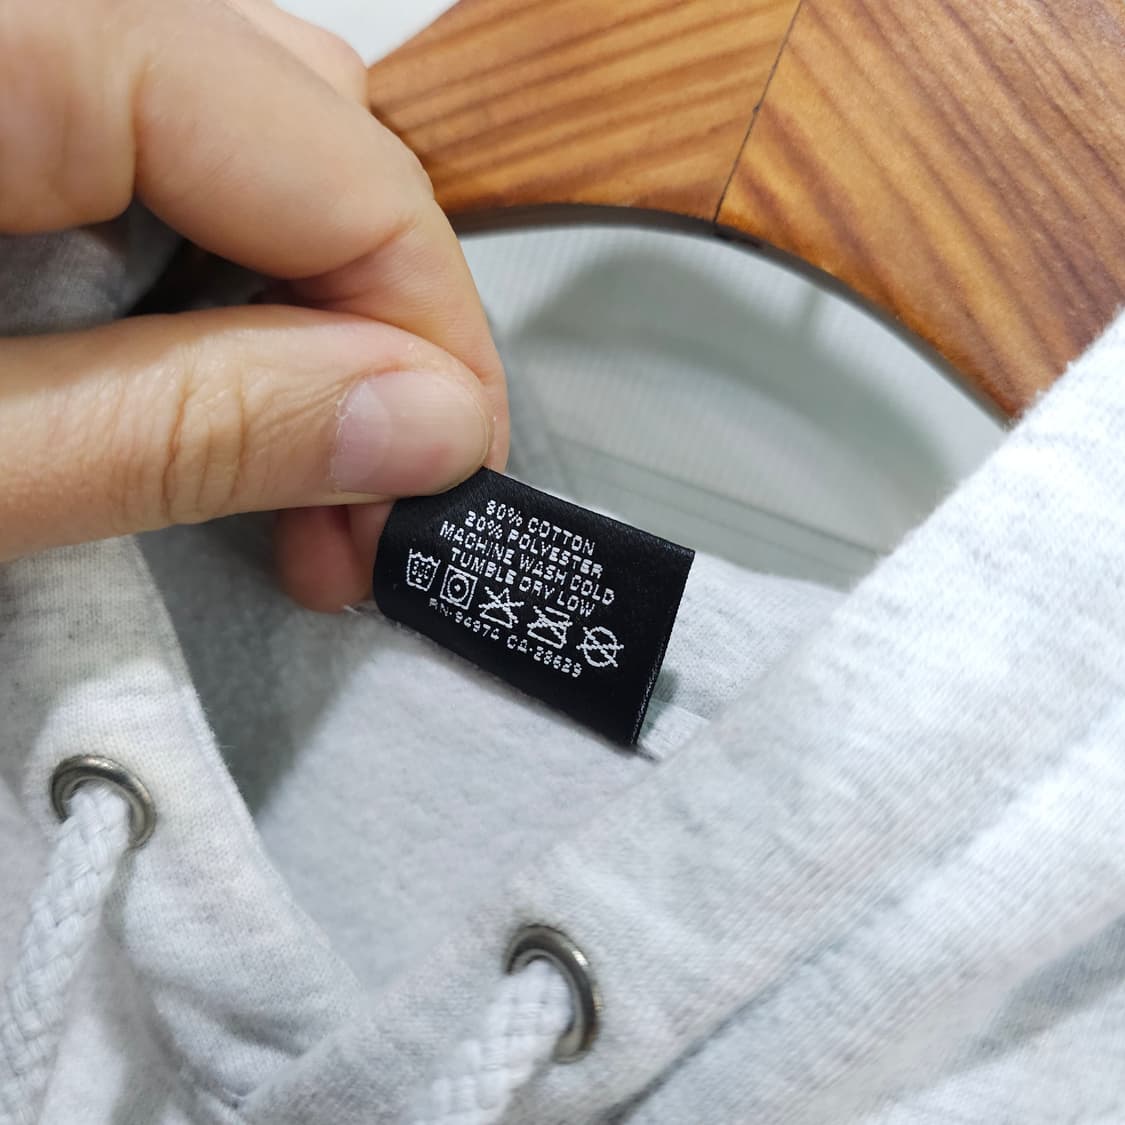 80% COTTON
20% POLYESTER
MACHINE WASH COLD
TUMBLE DRY LOW
RN-94974 CA-28629